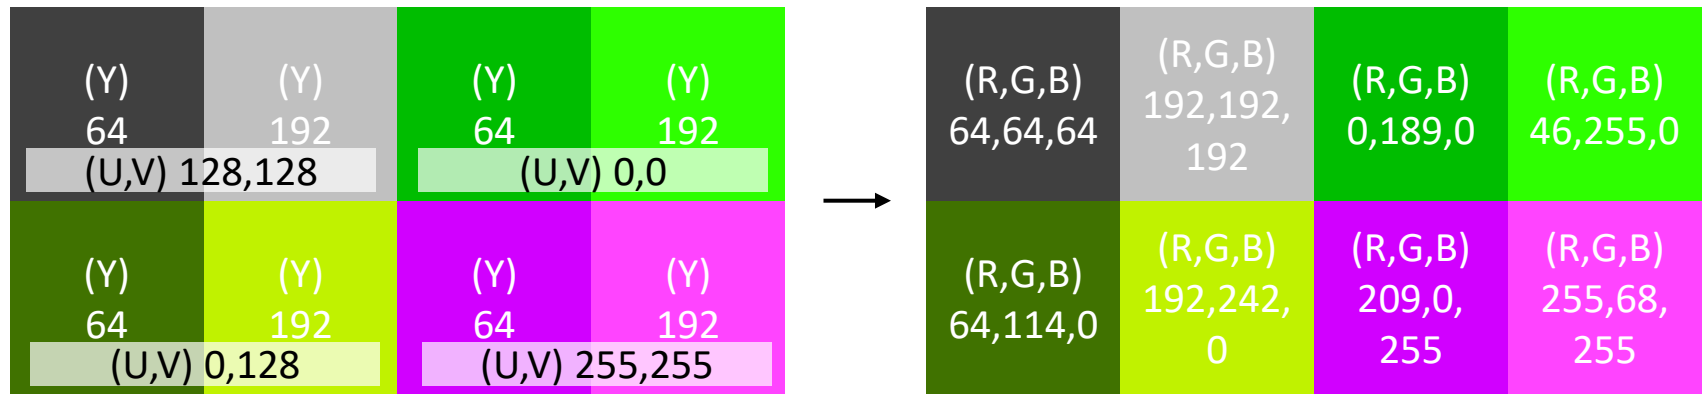 (Y)
64
(Y)
192
(U,V) 128,128
(Y)
64
(Y)
192
(U,V) 0,0
(Y)
64
(Y)
192
(U,V) 0,128
(Y)
64
(Y)
192
(U,V) 255,255
(R,G,B)
64,64,64
(R,G,B)
192,192,
192
(R,G,B)
0,189,0
(R,G,B)
46,255,0
(R,G,B)
64,114,0
(R,G,B)
192,242,
0
(R,G,B)
209,0,
255
(R,G,B)
255,68,
255